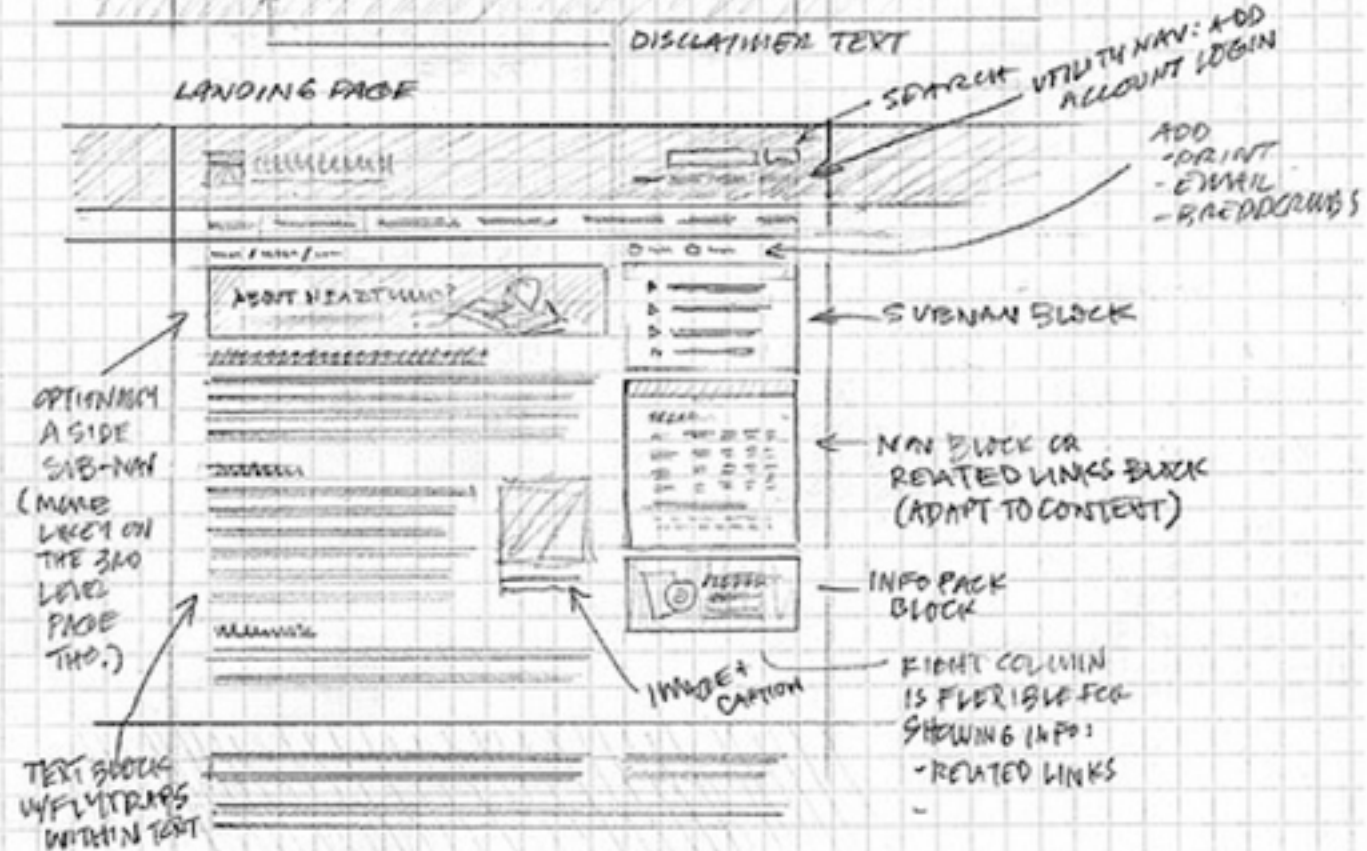 DISCLAIMER TEXT
LANDING PAGE
SEARCH
UTILITY NAV: ADD
ACCOUNT LOGIN
ADD
-PRINT
-EMAIL
-BREADCRUMBS
ABOUT
SUBNAV BLOCK
OPTIONALLY
A SIDE
SUB-NAV
(MORE
LIKELY ON
THE 3RD
LEVEL
PAGE
THO.)
NAV BLOCK OR
RELATED LINKS BLOCK
(ADAPT TO CONTEXT)
INFO PACK
BLOCK
IMAGE +
CAPTION
RIGHT COLUMN
IS FLEXIBLE FOR
SHOWING INFO:
-RELATED LINKS
-
TEXT BLOCK
W/FLYTRAPS
WITHIN TEXT